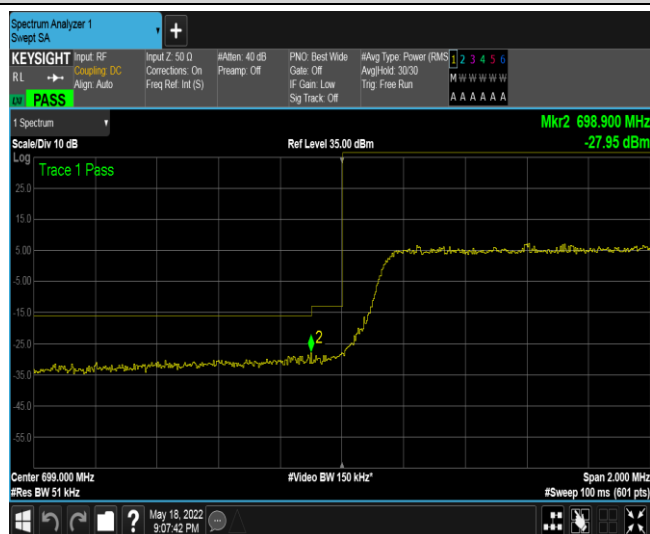 Spectrum Analyzer 1
Swept SA
+
KEYSIGHT Input: RF Input Z: 50 Ω #Atten: 40 dB PNO: Best Wide #Avg Type: Power (RMS 1 2 3 4 5 6
RL Coupling: DC Corrections: On Preamp: Off Gate: Off Avg|Hold: 30/30 M W W W W W
Align: Auto Freq Ref: Int (S) IF Gain: Low Trig: Free Run
LXI PASS Sig Track: Off A A A A A A
1 Spectrum Mkr2 698.900 MHz
Scale/Div 10 dB Ref Level 35.00 dBm -27.95 dBm
Log
Trace 1 Pass
25.0
15.0
5.00
-5.00
-15.0
-25.0
2
-35.0
-45.0
-55.0
Center 699.000 MHz #Video BW 150 kHz* Span 2.000 MHz
#Res BW 51 kHz #Sweep 100 ms (601 pts)
? May 18, 2022
9:07:42 PM